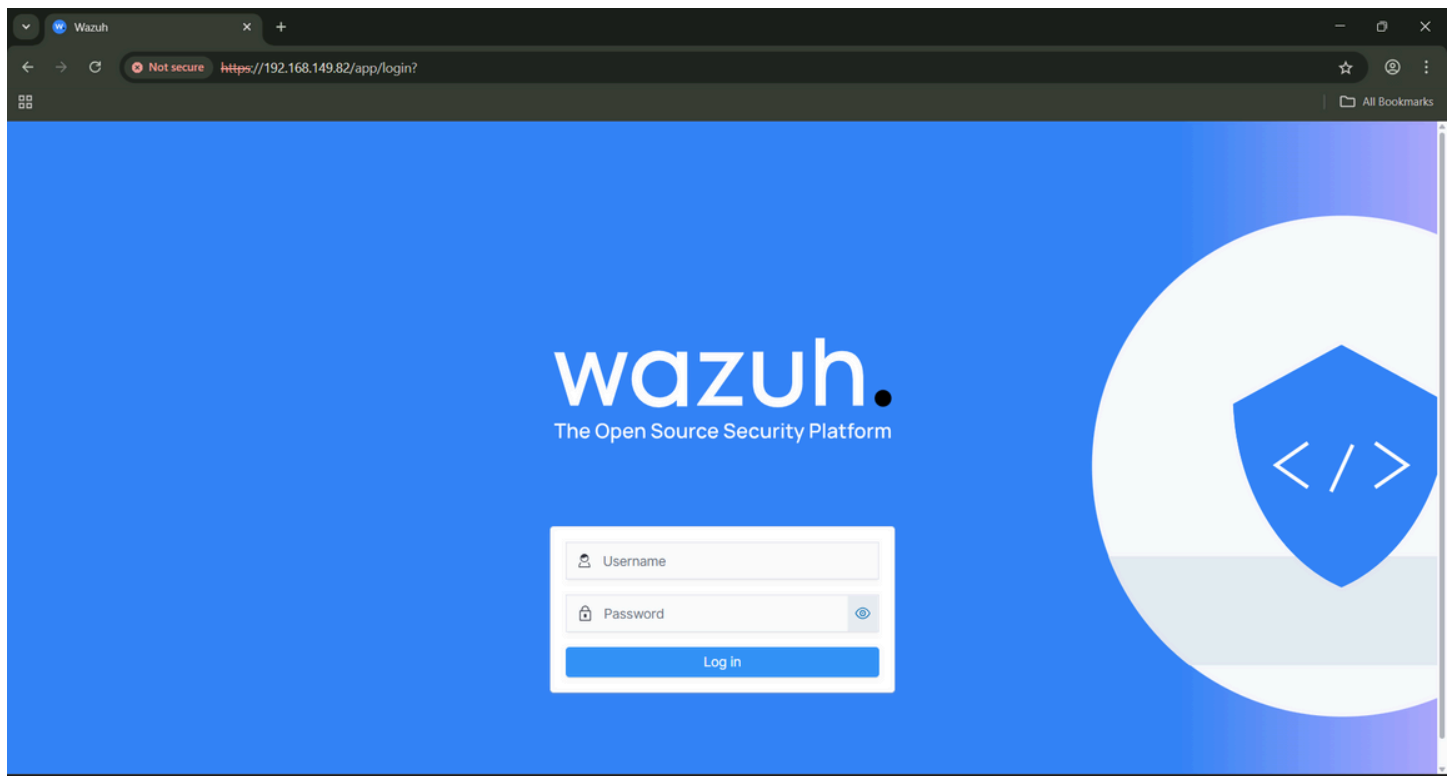 Wazuh
Not secure https://192.168.149.82/app/login?
All Bookmarks
wazuh.
The Open Source Security Platform
Username
Password
Log in